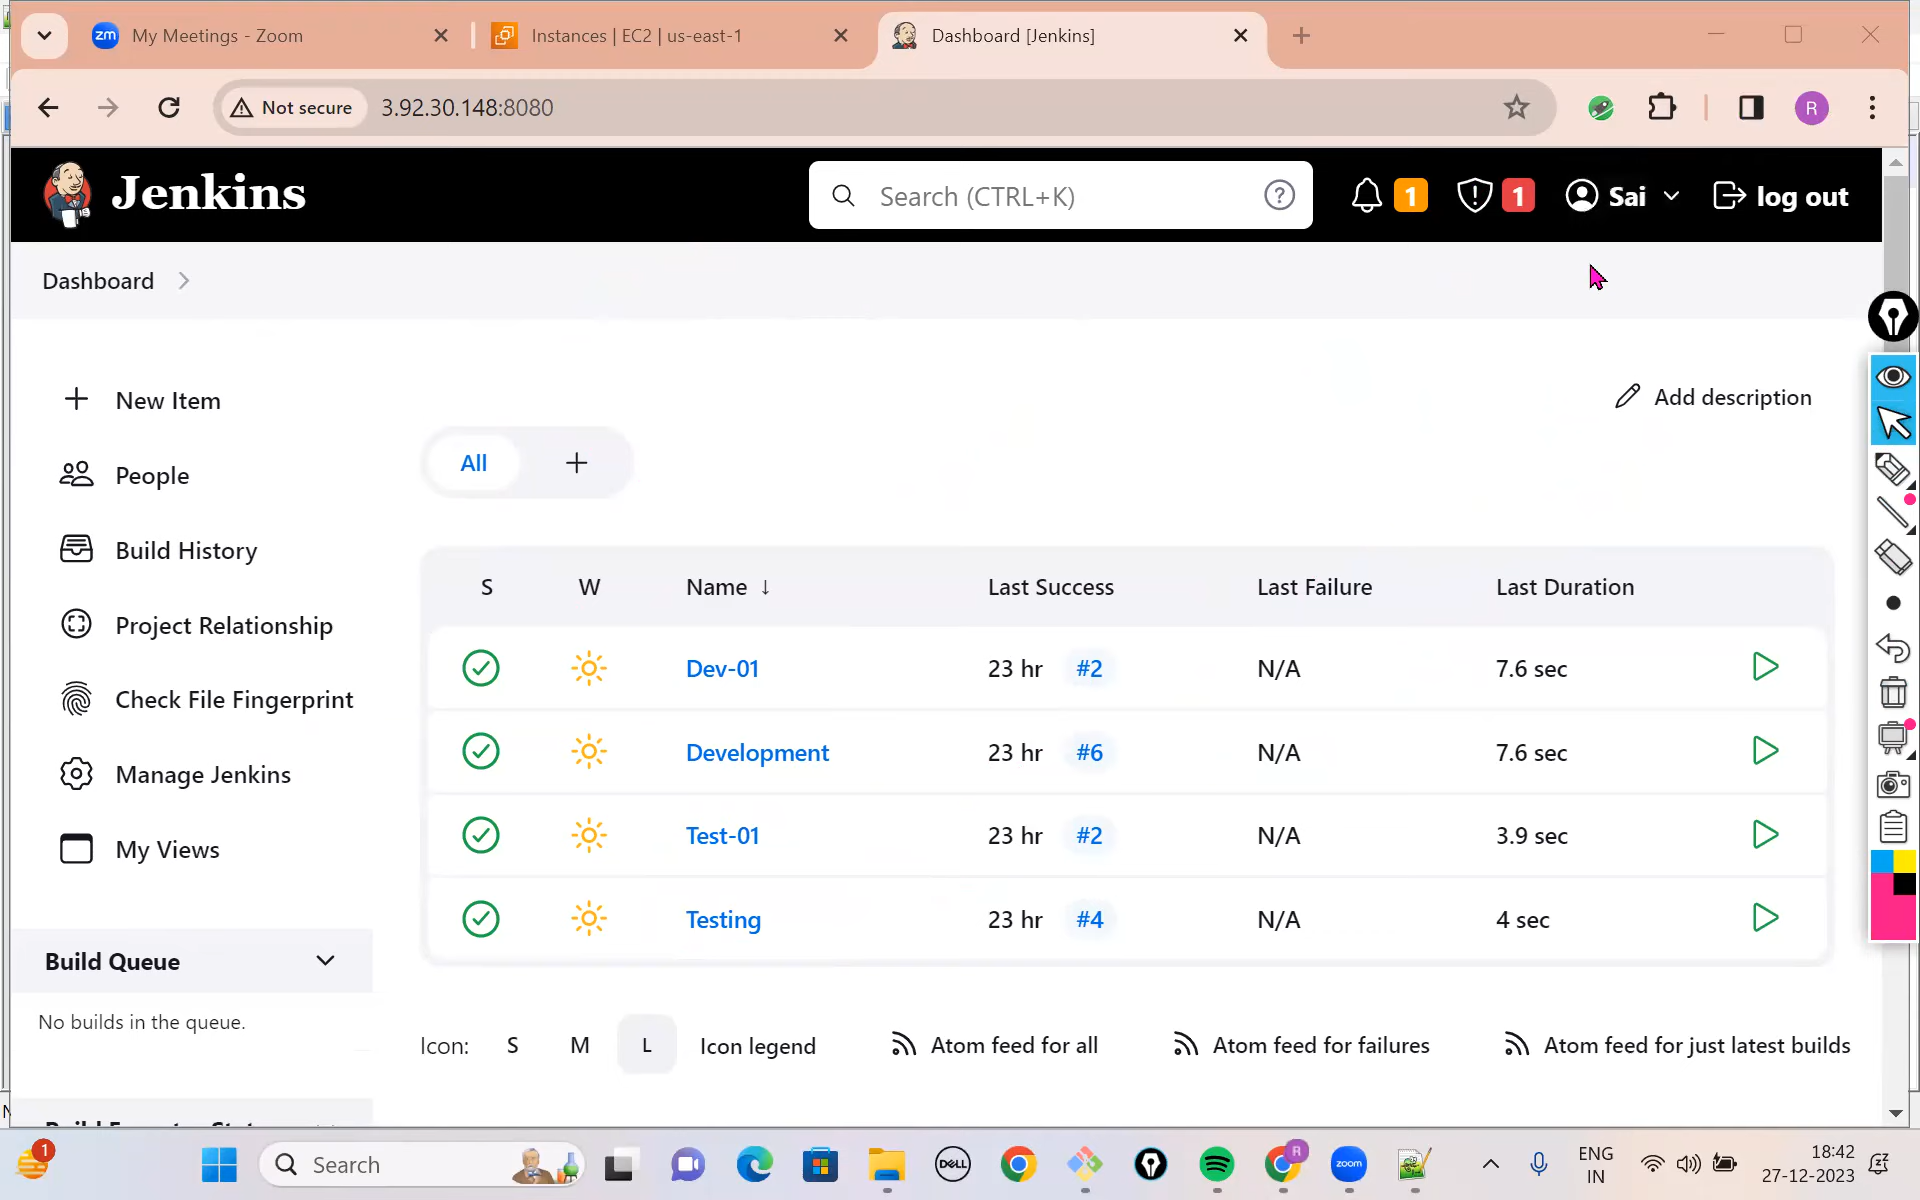 My Meetings - Zoom
Instances | EC2 | us-east-1
Dashboard [Jenkins]
Not secure
3.92.30.148:8080
R
Jenkins
Search (CTRL+K)
1
1
Sai
log out
Dashboard
New Item
Add description
All
People
Build History
S W Name ↓ Last Success Last Failure Last Duration
Project Relationship
Dev-01 23 hr #2 N/A 7.6 sec
Check File Fingerprint
Development 23 hr #6 N/A 7.6 sec
Manage Jenkins
Test-01 23 hr #2 N/A 3.9 sec
My Views
Testing 23 hr #4 N/A 4 sec
Build Queue
No builds in the queue.
Icon: S M L Icon legend
Atom feed for all
Atom feed for failures
Atom feed for just latest builds
1
Search
DELL
R
zoom
ENG
IN
18:42
27-12-2023